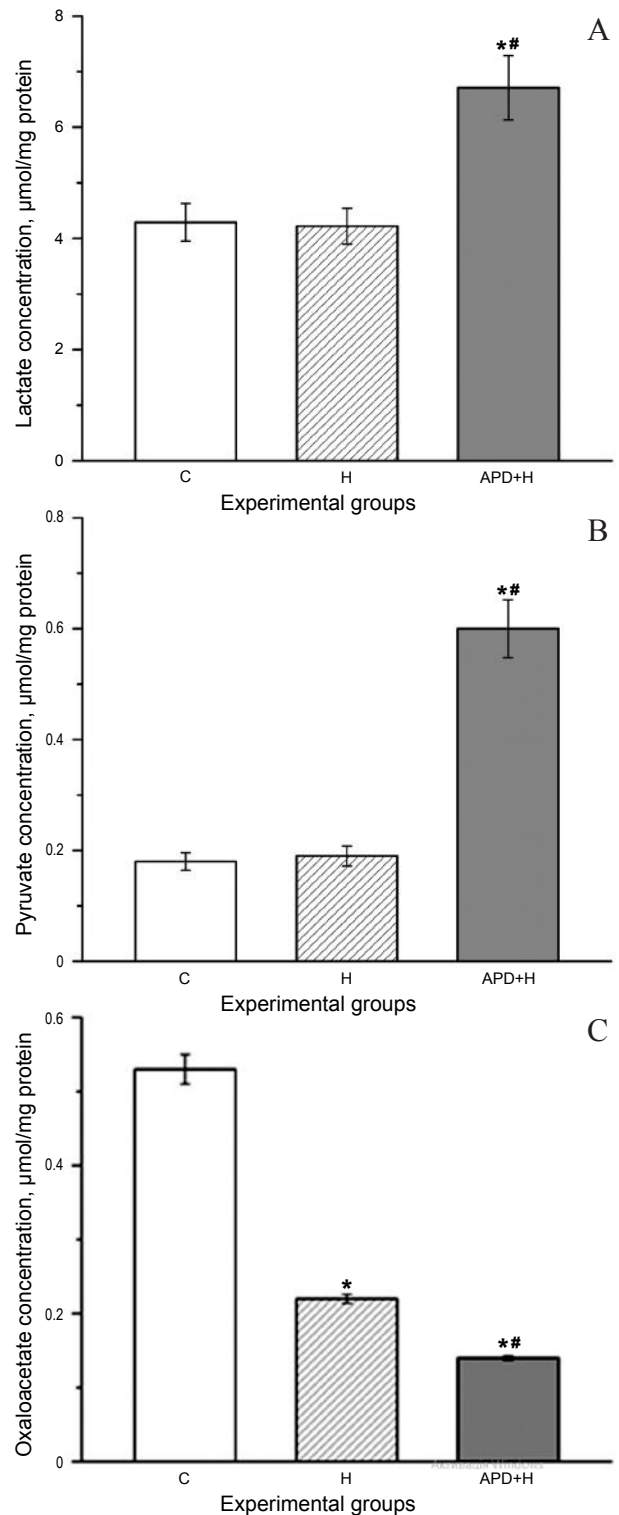 A
Lactate concentration, µmol/mg protein
8
*#
6
4
2
0
C H APD+H
Experimental groups
B
Pyruvate concentration, µmol/mg protein
0.8
*#
0.6
0.4
0.2
0
C H APD+H
Experimental groups
C
Oxaloacetate concentration, µmol/mg protein
0.6
0.4
*
0.2
*#
0
C H APD+H
Experimental groups